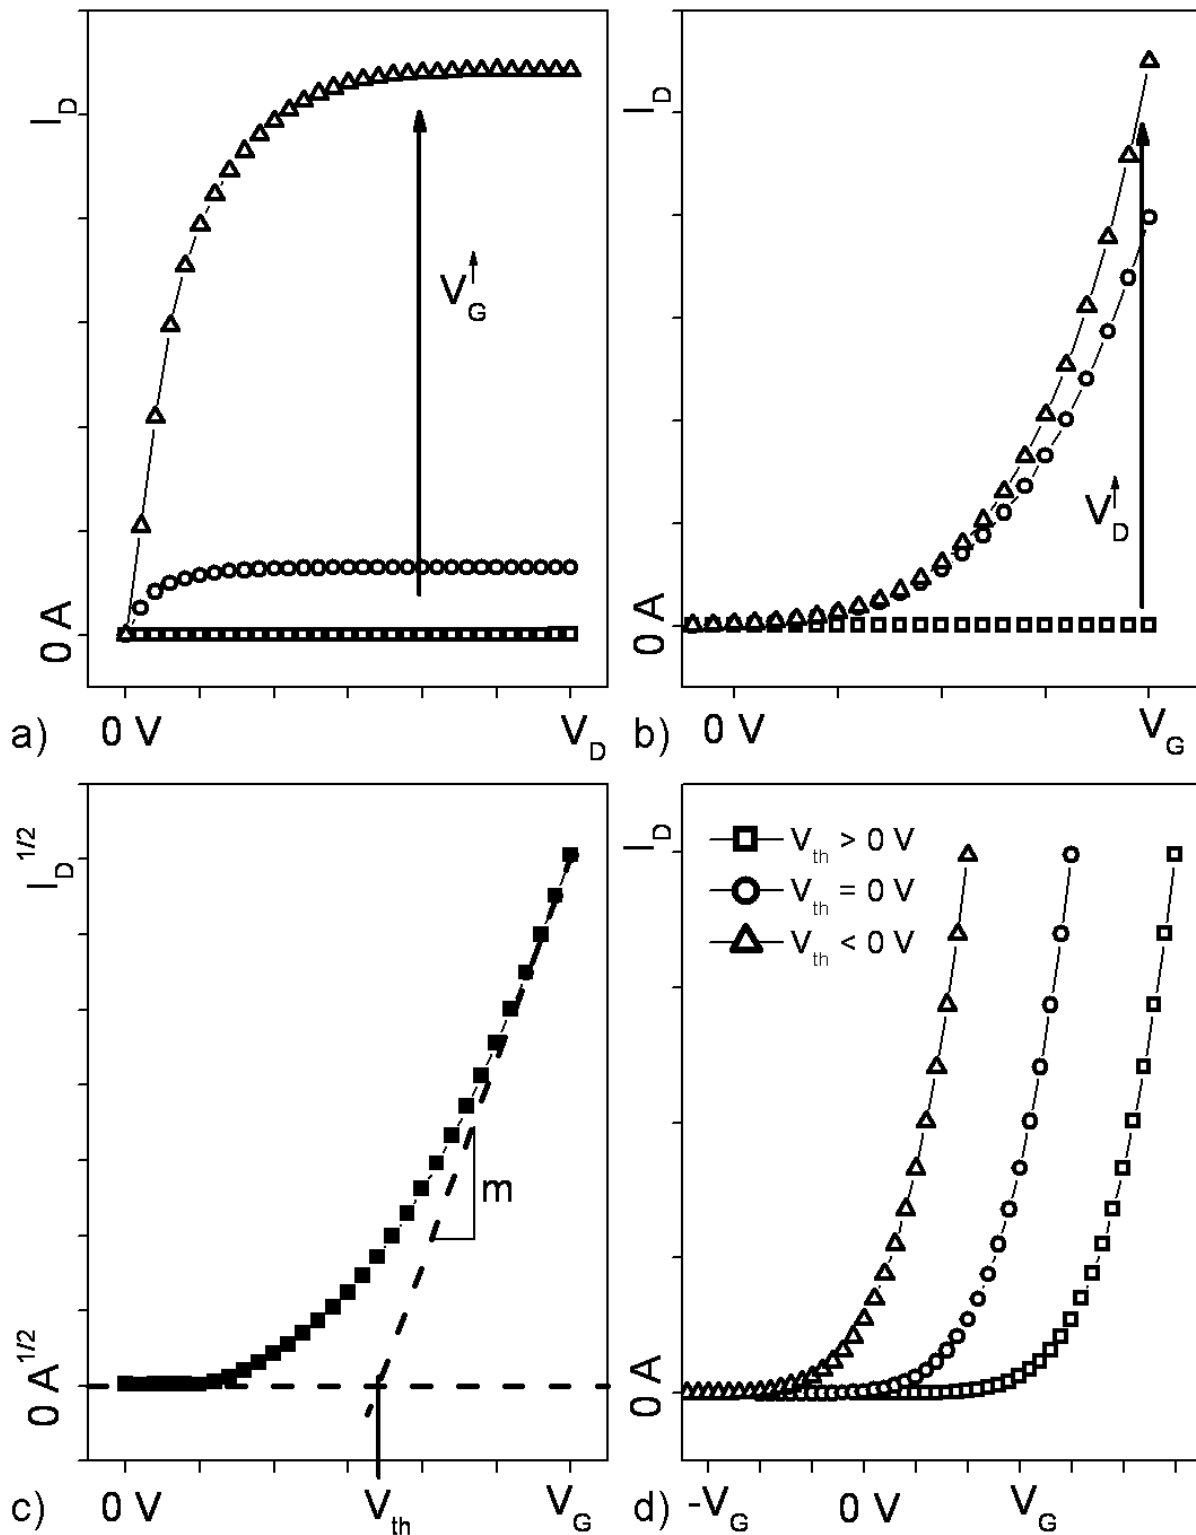 I_D
V_G↑
0 A
a) 0 V V_D
I_D
V_D↑
0 A
b) 0 V V_G
I_D^1/2
m
0 A^1/2
c) 0 V V_th V_G
I_D
V_th > 0 V
V_th = 0 V
V_th < 0 V
0 A
d) -V_G 0 V V_G